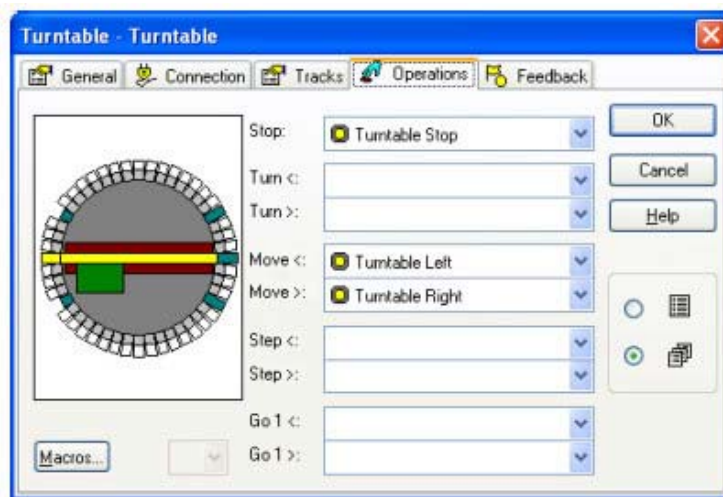 Turntable - Turntable
General Connection Tracks Operations Feedback
Stop: Turntable Stop OK
Turn <: Cancel
Turn >: Help
Move <: Turntable Left
Move >: Turntable Right
Step <:
Step >:
Go 1 <:
Macros... Go 1 >: